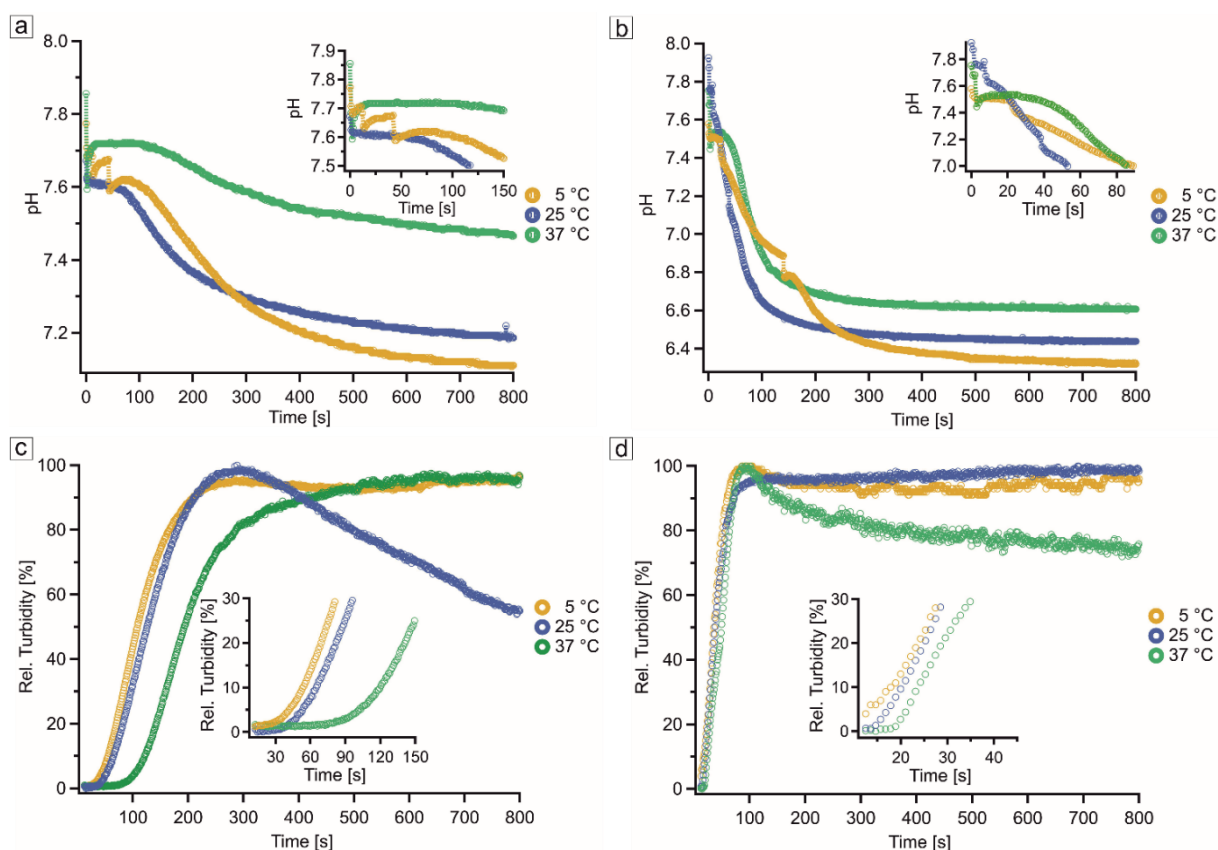 a
8.0
7.8
7.6
7.4
7.2
pH
0 100 200 300 400 500 600 700 800
Time [s]
7.9
7.8
7.7
7.6
7.5
pH
0 50 100 150
Time [s]
5 °C
25 °C
37 °C
b
8.0
7.8
7.6
7.4
7.2
7.0
6.8
6.6
6.4
pH
0 100 200 300 400 500 600 700 800
Time [s]
7.8
7.6
7.4
7.2
7.0
pH
0 20 40 60 80
Time [s]
5 °C
25 °C
37 °C
c
100
80
60
40
20
0
Rel. Turbidity [%]
100 200 300 400 500 600 700 800
Time [s]
30
20
10
0
Rel. Turbidity [%]
30 60 90 120 150
Time [s]
5 °C
25 °C
37 °C
d
100
80
60
40
20
0
Rel. Turbidity [%]
100 200 300 400 500 600 700 800
Time [s]
30
20
10
0
Rel. Turbidity [%]
20 30 40
Time [s]
5 °C
25 °C
37 °C